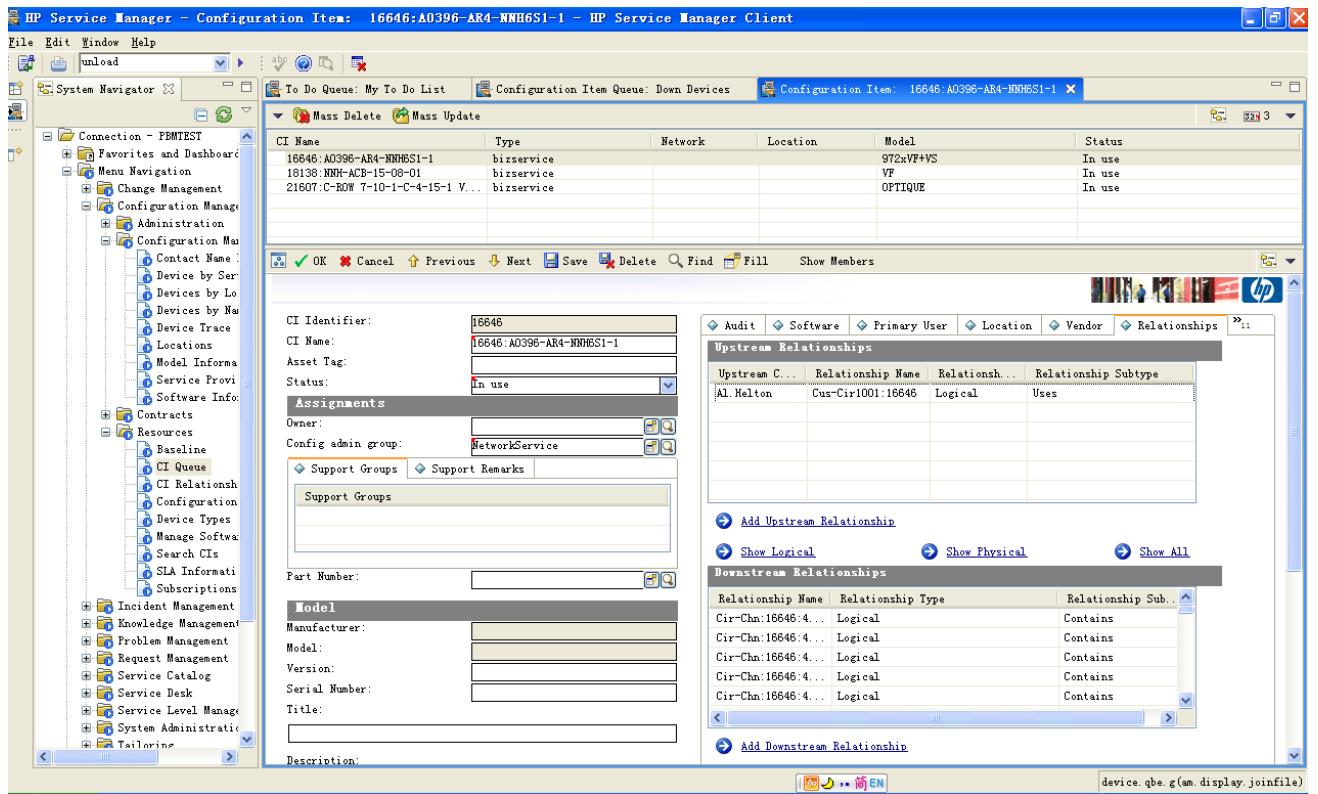 HP Service Manager - Configuration Item: 16646:A0396-AR4-NNH6S1-1 - HP Service Manager Client
File Edit Window Help
unload
System Navigator
To Do Queue: My To Do List
Configuration Item Queue: Down Devices
Configuration Item: 16646:A0396-AR4-NNH6S1-1
Connection - PBMTEST
Favorites and Dashboard
Menu Navigation
Change Management
Configuration Manage
Administration
Configuration Man
Contact Name
Device by Ser
Devices by Lo
Devices by Na
Device Trace
Locations
Model Informa
Service Provi
Software Info
Contracts
Resources
Baseline
CI Queue
CI Relationsh
Configuration
Device Types
Manage Softwa
Search CIs
SLA Informati
Subscriptions
Incident Management
Knowledge Management
Problem Management
Request Management
Service Catalog
Service Desk
Service Level Manage
System Administratio
Tailoring
Mass Delete Mass Update
3
CI Name Type Network Location Model Status
16646:A0396-AR4-NNH6S1-1 bizservice 972xVF+VS In use
18138:NNH-ACB-15-08-01 bizservice VF In use
21607:C-ROW 7-10-1-C-4-15-1 V... bizservice OPTIQUE In use
OK Cancel Previous Next Save Delete Find Fill Show Members
hp
CI Identifier: 16646
CI Name: 16646:A0396-AR4-NNH6S1-1
Asset Tag:
Status: In use
Assignments
Owner:
Config admin group: NetworkService
Support Groups Support Remarks
Support Groups
Part Number:
Model
Manufacturer:
Model:
Version:
Serial Number:
Title:
Description:
Audit Software Primary User Location Vendor Relationships »11
Upstream Relationships
Upstream C... Relationship Name Relationsh... Relationship Subtype
Al.Helton Cus-Cir1001:16646 Logical Uses
Add Upstream Relationship
Show Logical Show Physical Show All
Downstream Relationships
Relationship Name Relationship Type Relationship Sub..
Cir-Chn:16646:4... Logical Contains
Cir-Chn:16646:4... Logical Contains
Cir-Chn:16646:4... Logical Contains
Cir-Chn:16646:4... Logical Contains
Cir-Chn:16646:4... Logical Contains
Add Downstream Relationship
简 EN
device.qbe.g(am.display.joinfile)